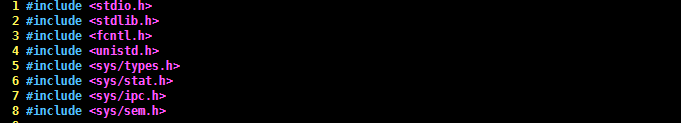 1 #include <stdio.h>
2 #include <stdlib.h>
3 #include <fcntl.h>
4 #include <unistd.h>
5 #include <sys/types.h>
6 #include <sys/stat.h>
7 #include <sys/ipc.h>
8 #include <sys/sem.h>